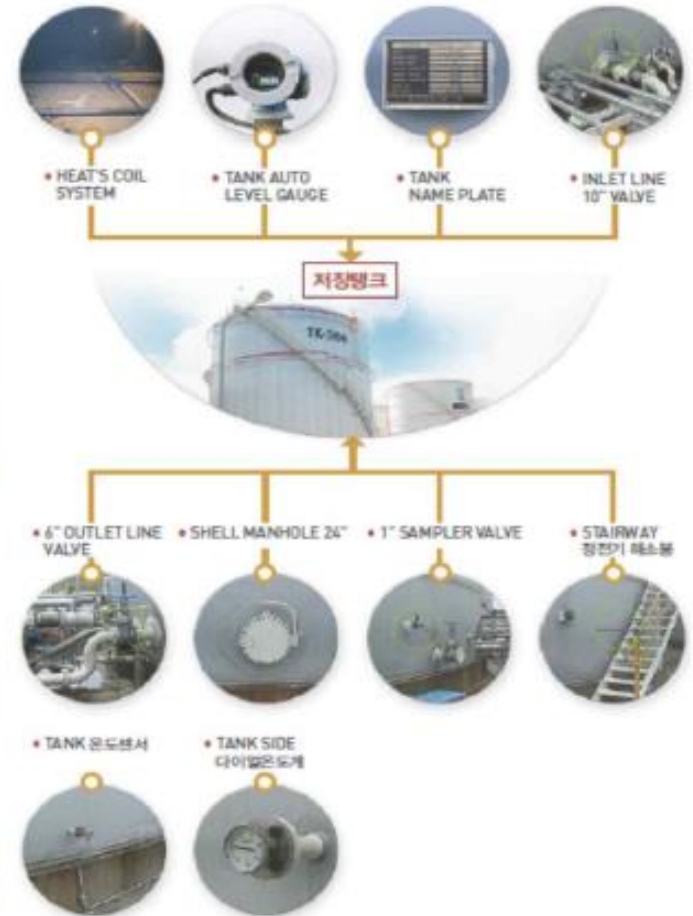 • HEAT'S COIL
SYSTEM
• TANK AUTO
LEVEL GAUGE
• TANK
NAME PLATE
• INLET LINE
10" VALVE
저장탱크
• 6" OUTLET LINE
VALVE
• SHELL MANHOLE 24"
• 1" SAMPLER VALVE
• STAIRWAY
정전기 해소봉
• TANK 온도센서
• TANK SIDE
다이얼온도계